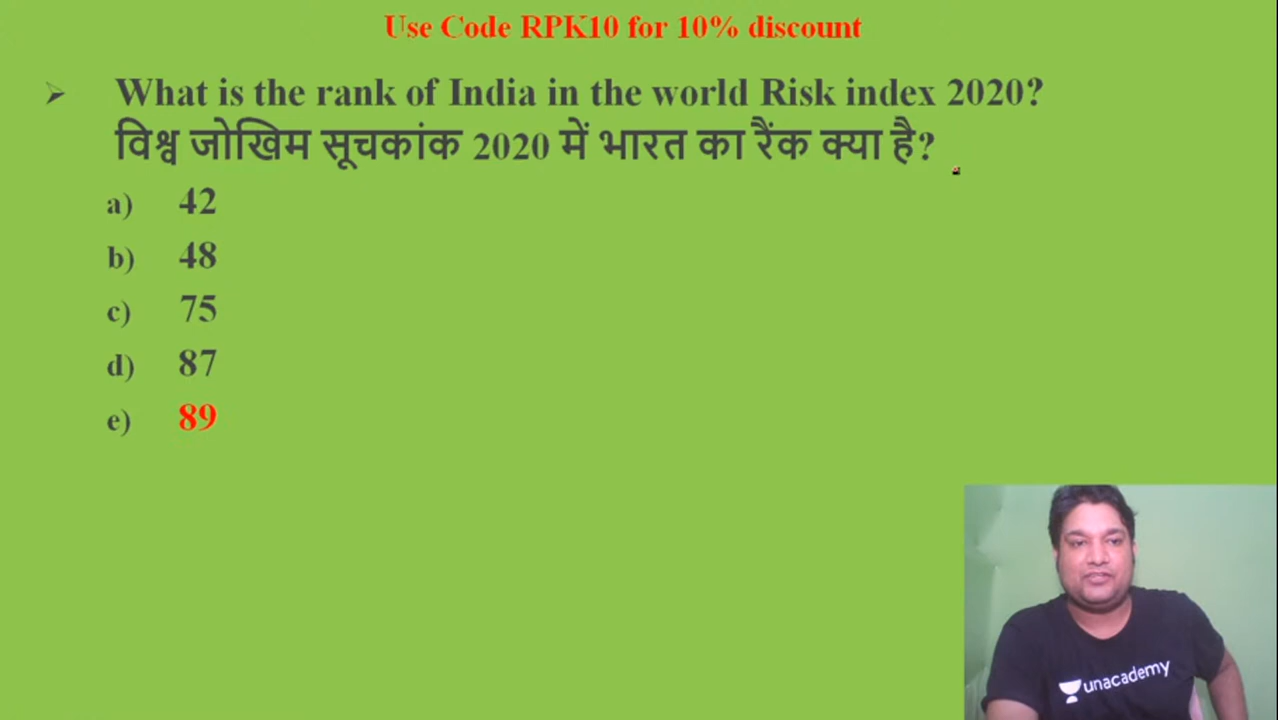 Use Code RPK10 for 10% discount
➢ What is the rank of India in the world Risk index 2020?
विश्व जोखिम सूचकांक 2020 में भारत का रैंक क्या है?
a) 42
b) 48
c) 75
d) 87
e) 89
unacademy